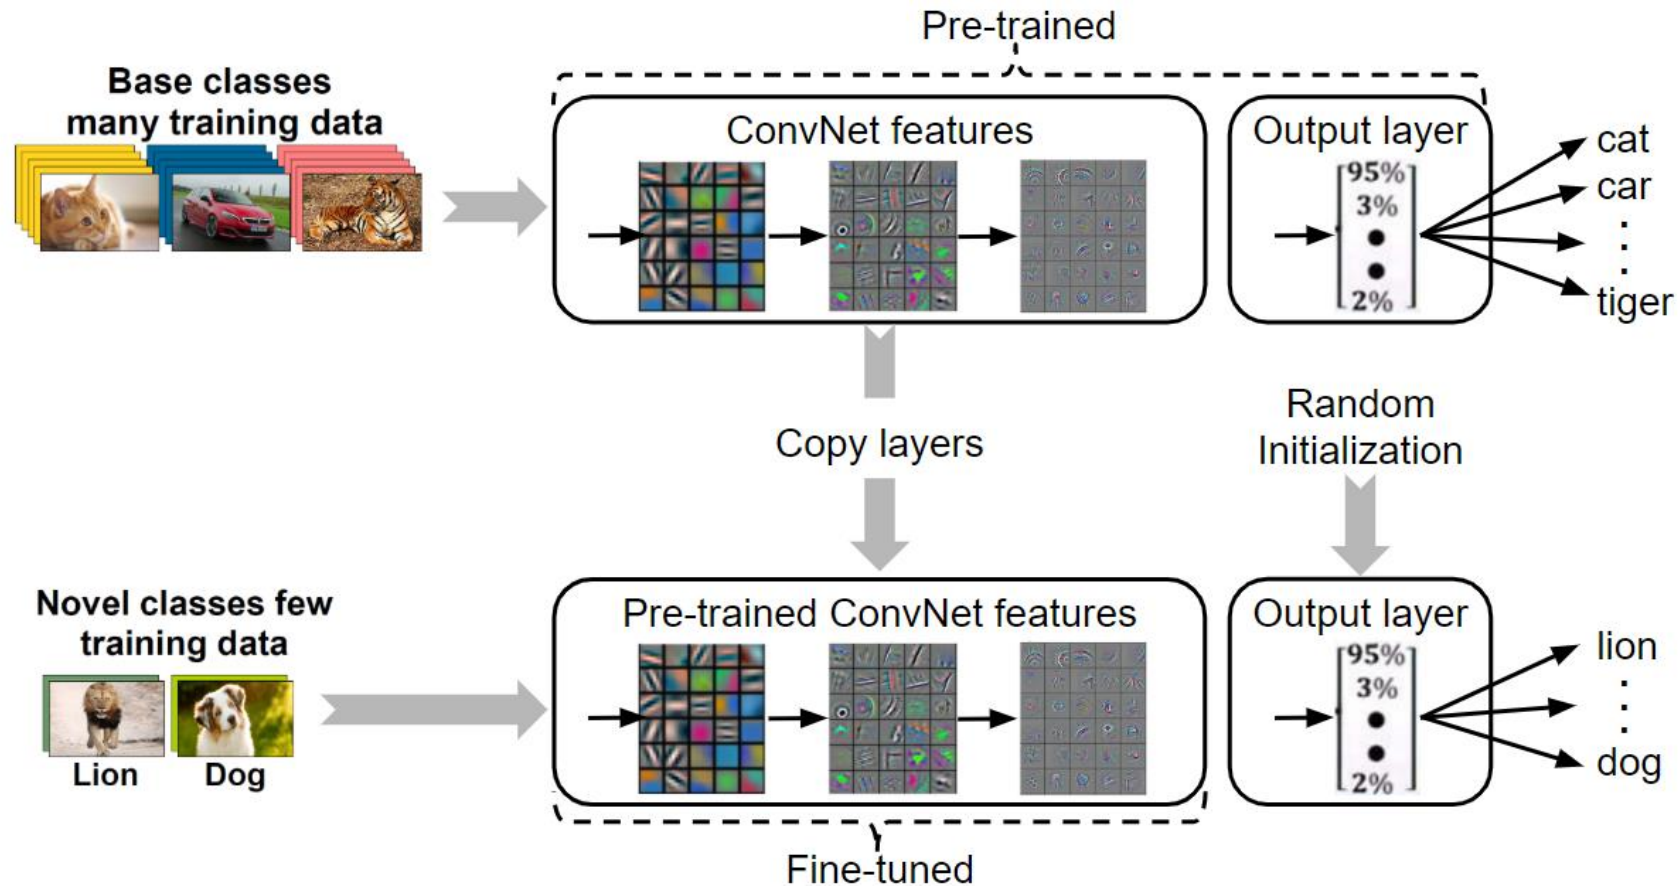 Pre-trained
Base classes
many training data
ConvNet features
Output layer
95%
3%
2%
cat
car
tiger
Copy layers
Random
Initialization
Novel classes few
training data
Lion
Dog
Pre-trained ConvNet features
Output layer
95%
3%
2%
lion
dog
Fine-tuned